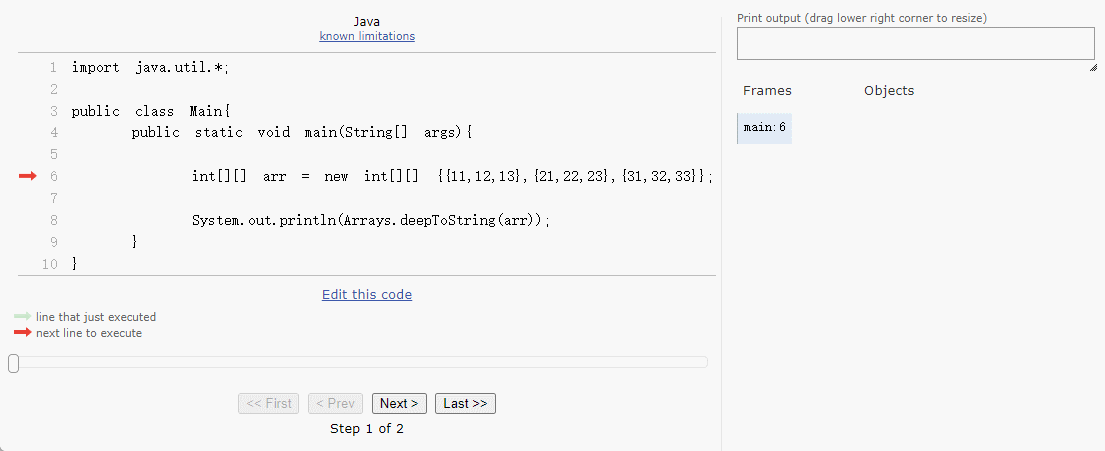 Java
known limitations
1 import java.util.*;
2
3 public class Main{
4 public static void main(String[] args){
5
6 int[][] arr = new int[][] {{11,12,13},{21,22,23},{31,32,33}};
7
8 System.out.println(Arrays.deepToString(arr));
9 }
10 }
Edit this code
line that just executed
next line to execute
<< First < Prev Next > Last >>
Step 1 of 2
Print output (drag lower right corner to resize)
Frames Objects
main:6